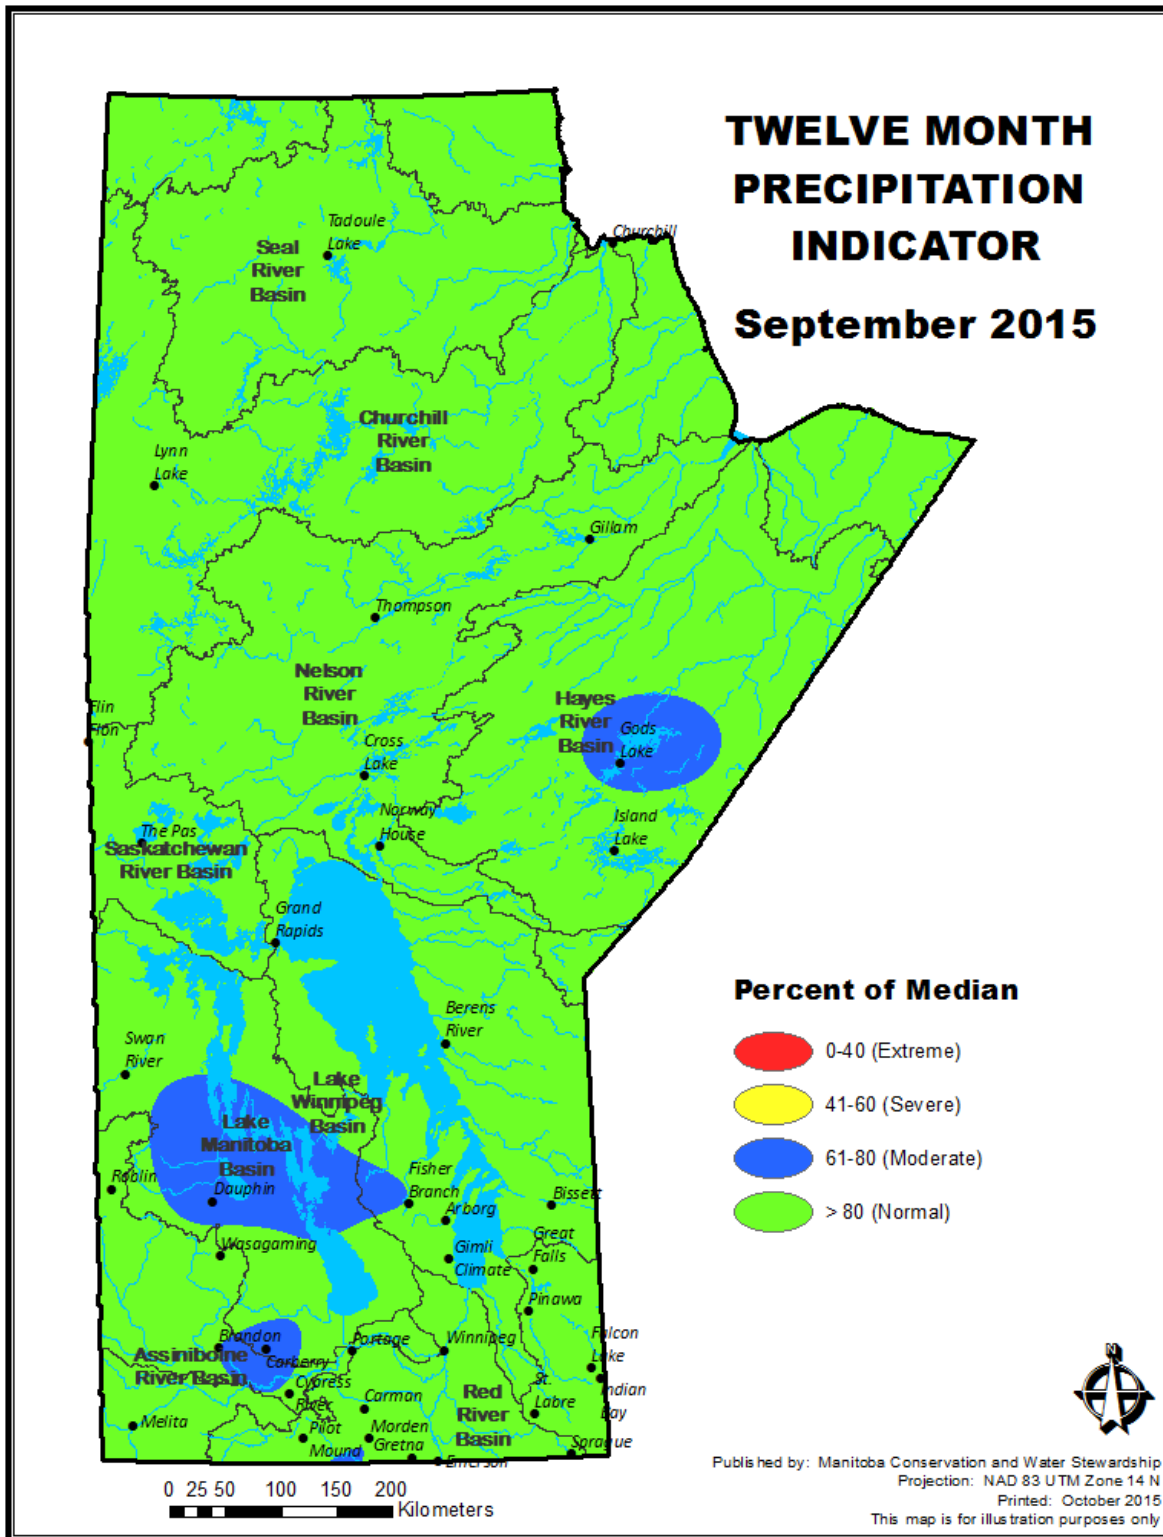 TWELVE MONTH
PRECIPITATION
INDICATOR
September 2015
Tadoule
Lake
Seal
River
Basin
Churchill
Churchill
River
Basin
Lynn
Lake
Gillam
Thompson
Nelson
River
Basin
Hayes
River
Basin
Gods
Lake
Flin
Flon
Cross
Lake
Norway
House
Island
Lake
The Pas
Saskatchewan
River Basin
Grand
Rapids
Berens
River
Swan
River
Lake
Winnipeg
Basin
Lake
Manitoba
Basin
Roblin
Dauphin
Fisher
Branch
Arborg
Bissett
Great
Falls
Wasagaming
Gimli
Climate
Pinawa
Brandon
Carberry
Portage
Winnipeg
Falcon
Lake
Assiniboine
River Basin
Cypress
River
Carman
Red
River
Basin
St.
Labre
Indian
Bay
Melita
Pilot
Mound
Morden
Gretna
Emerson
Sprague
Percent of Median
0-40 (Extreme)
41-60 (Severe)
61-80 (Moderate)
> 80 (Normal)
N
0 25 50 100 150 200
Kilometers
Published by: Manitoba Conservation and Water Stewardship
Projection: NAD 83 UTM Zone 14 N
Printed: October 2015
This map is for illustration purposes only